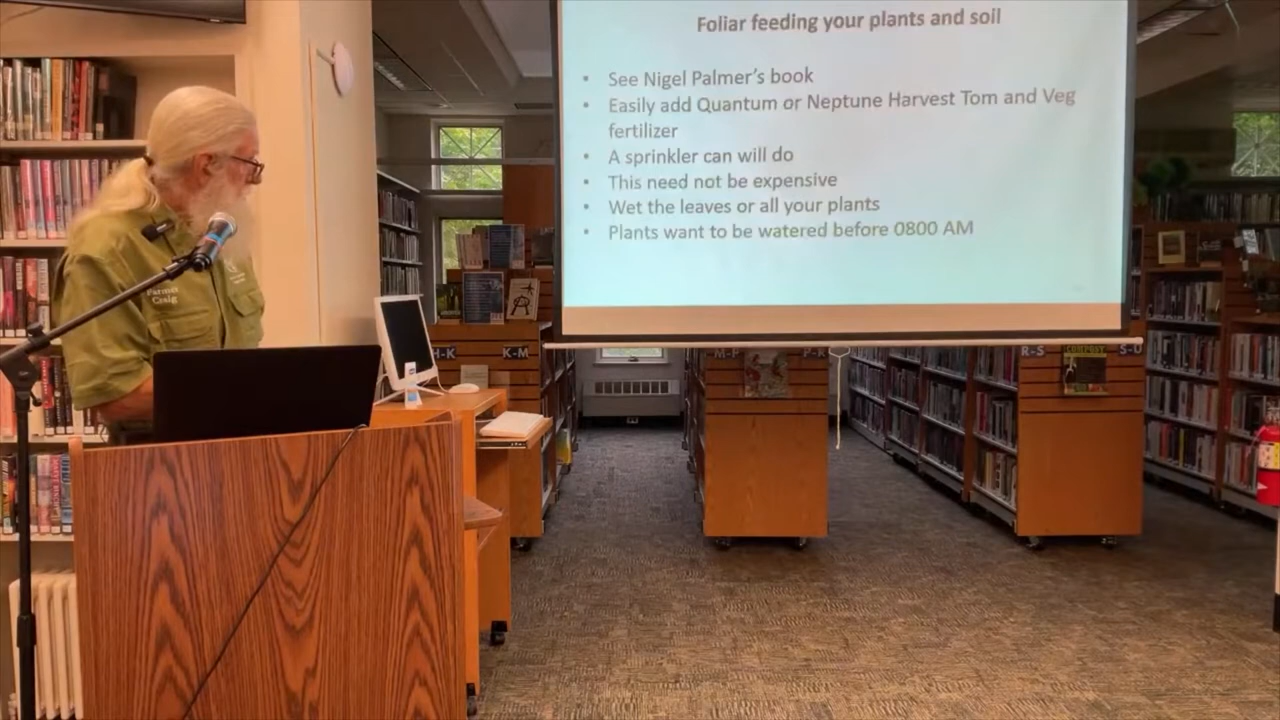 Foliar feeding your plants and soil
• See Nigel Palmer's book
• Easily add Quantum or Neptune Harvest Tom and Veg
fertilizer
• A sprinkler can will do
• This need not be expensive
• Wet the leaves or all your plants
• Plants want to be watered before 0800 AM
Farmer
Craig
H-K
K-M
M-P
P-R
R-S
S-U
COMPOST